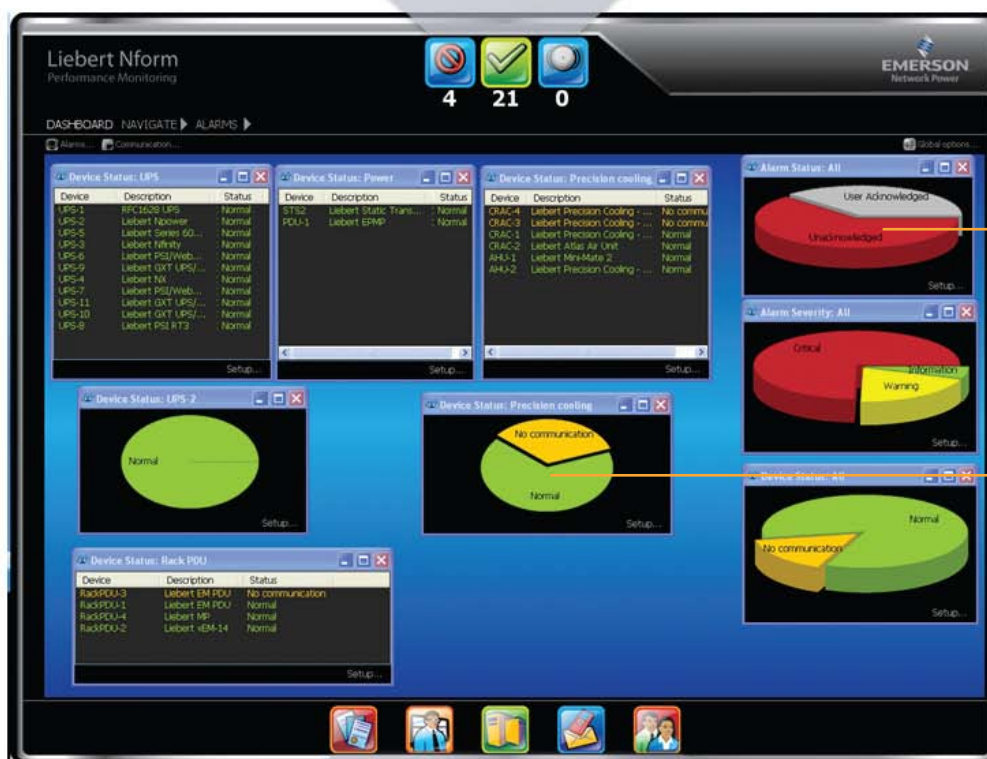 Liebert Nform
Performance Monitoring
EMERSON
Network Power
4 21 0
DASHBOARD NAVIGATE ALARMS
Alarms... Communication... Global options...
Device Status: UPS
Device Description Status
UPS-1 RFC1628 UPS Normal
UPS-2 Liebert Npower Normal
UPS-5 Liebert Series 60... Normal
UPS-3 Liebert Nfinity Normal
UPS-6 Liebert PSI/Web... Normal
UPS-9 Liebert GXT UPS/... Normal
UPS-4 Liebert NX Normal
UPS-7 Liebert PSI/Web... Normal
UPS-11 Liebert GXT UPS/... Normal
UPS-10 Liebert GXT UPS/... Normal
UPS-8 Liebert PSI RT3 Normal
Setup...
Device Status: Power
Device Description Status
STS2 Liebert Static Trans... Normal
PDU-1 Liebert EPMP Normal
Setup...
Device Status: Precision cooling
Device Description Status
CRAC-4 Liebert Precision Cooling - ... No commu
CRAC-3 Liebert Precision Cooling - ... No commu
CRAC-1 Liebert Precision Cooling - ... Normal
CRAC-2 Liebert Atlas Air Unit Normal
AHU-1 Liebert Mini-Mate 2 Normal
AHU-2 Liebert Precision Cooling - ... Normal
Setup...
Alarm Status: All
User Acknowledged
Unacknowledged
Setup...
Alarm Severity: All
Critical
Information
Warning
Setup...
Device Status: UPS-2
Normal
Setup...
Device Status: Precision cooling
No communication
Normal
Setup...
Device Status: All
Normal
No communication
Setup...
Device Status: Rack PDU
Device Description Status
RackPDU-3 Liebert EM PDU No communication
RackPDU-1 Liebert EM PDU Normal
RackPDU-4 Liebert MP Normal
RackPDU-2 Liebert vEM-14 Normal
Setup...